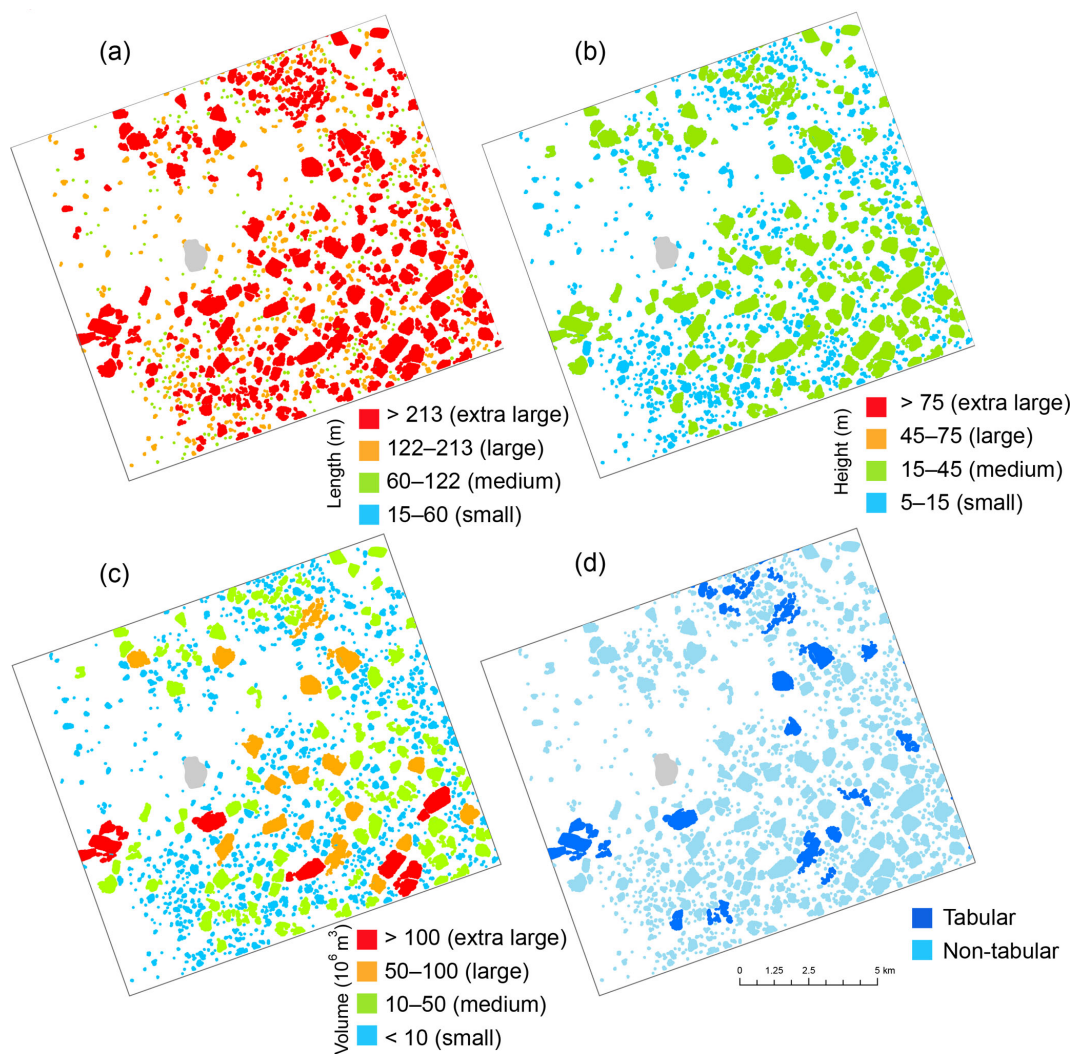 (a)
Length (m)
> 213 (extra large)
122–213 (large)
60–122 (medium)
15–60 (small)
(b)
Height (m)
> 75 (extra large)
45–75 (large)
15–45 (medium)
5–15 (small)
(c)
Volume (10⁶ m³)
> 100 (extra large)
50–100 (large)
10–50 (medium)
< 10 (small)
(d)
Tabular
Non-tabular
0 1.25 2.5 5 km